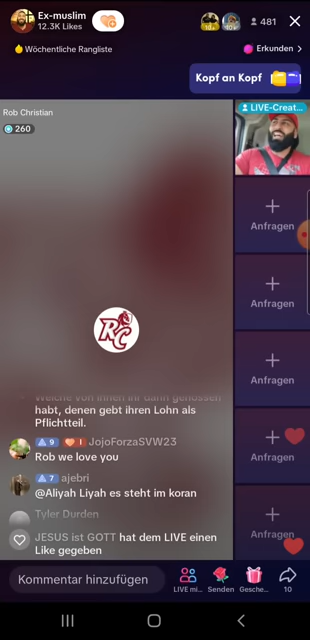 Ex-muslim
12.3K Likes
481
Wöchentliche Rangliste
Erkunden
Kopf an Kopf
Rob Christian
260
LIVE-Creat...
Anfragen
Anfragen
Anfragen
Anfragen
Anfragen
RC
Welche von ihnen ihr dann genossen
habt, denen gebt ihren Lohn als
Pflichtteil.
9 1 JojoForzaSVW23
Rob we love you
7 ajebri
@Aliyah Liyah es steht im koran
Tyler Durden
JESUS ist GOTT hat dem LIVE einen
Like gegeben
Kommentar hinzufügen
LIVE mi...
Senden
Gesche...
10